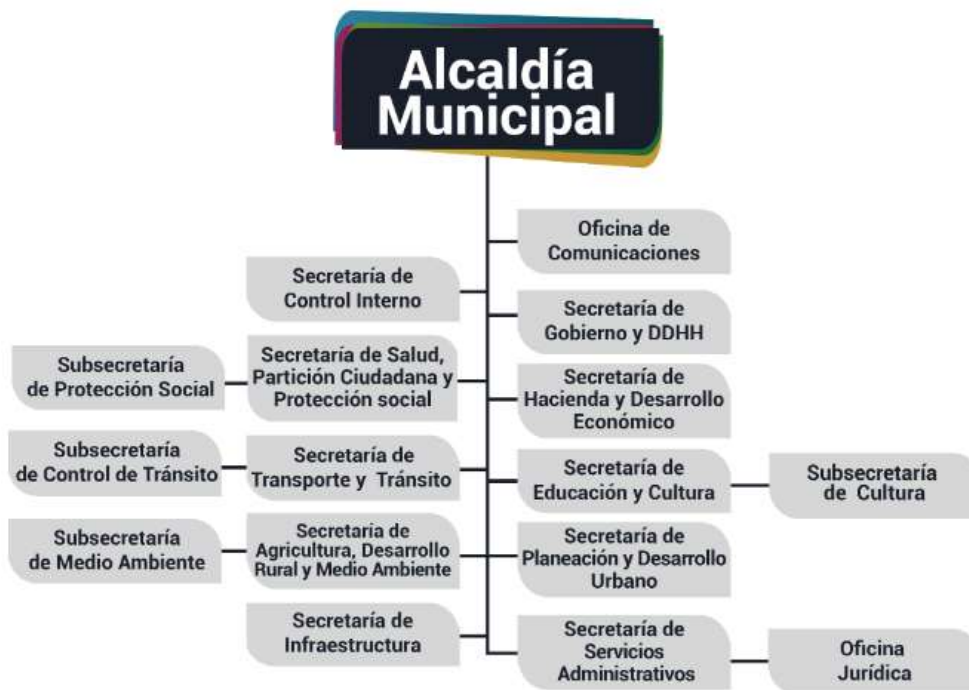 Alcaldía
Municipal
Oficina de
Comunicaciones
Secretaría de
Control Interno
Secretaría de
Gobierno y DDHH
Subsecretaría
de Protección Social
Secretaría de Salud,
Partición Ciudadana y
Protección social
Secretaría de
Hacienda y Desarrollo
Económico
Subsecretaría
de Control de Tránsito
Secretaría de
Transporte y Tránsito
Secretaría de
Educación y Cultura
Subsecretaría
de Cultura
Subsecretaría
de Medio Ambiente
Secretaría de
Agricultura, Desarrollo
Rural y Medio Ambiente
Secretaría de
Planeación y Desarrollo
Urbano
Secretaría de
Infraestructura
Secretaría de
Servicios
Administrativos
Oficina
Jurídica